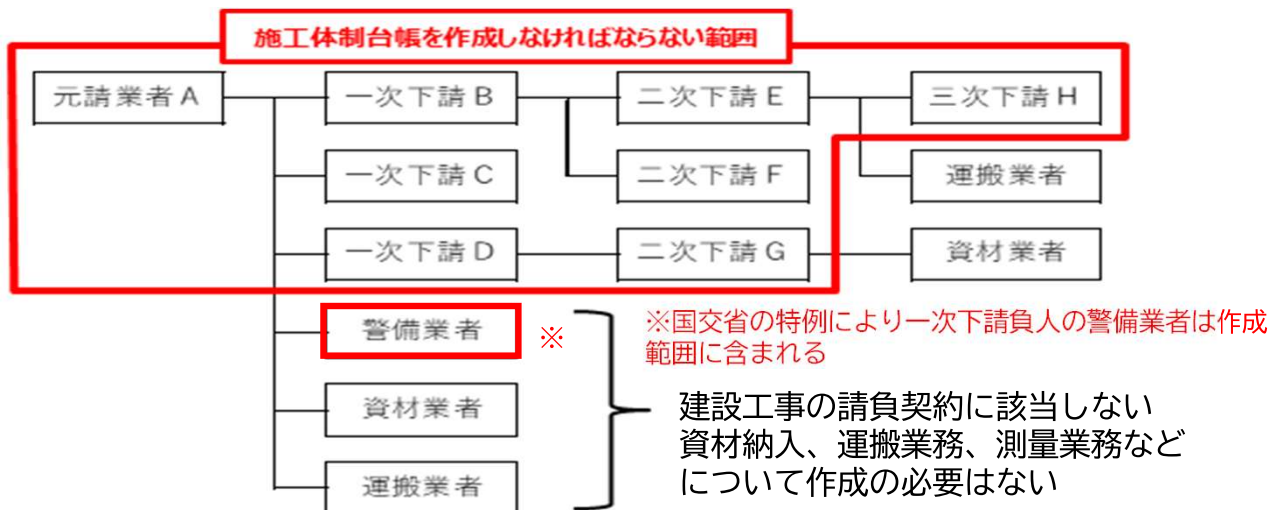 施工体制台帳を作成しなければならない範囲
元請業者A
一次下請B
二次下請E
三次下請H
一次下請C
二次下請F
運搬業者
一次下請D
二次下請G
資材業者
警備業者
※
※国交省の特例により一次下請負人の警備業者は作成
範囲に含まれる
資材業者
運搬業者
建設工事の請負契約に該当しない
資材納入、運搬業務、測量業務など
について作成の必要はない